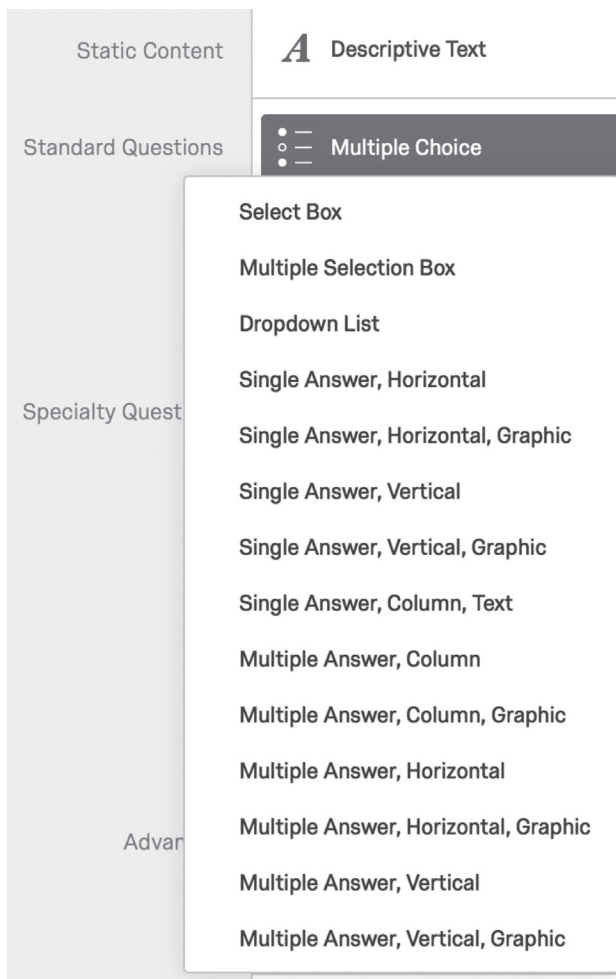 Static Content
A Descriptive Text
Standard Questions
Multiple Choice
Select Box
Multiple Selection Box
Dropdown List
Single Answer, Horizontal
Specialty Quest
Single Answer, Horizontal, Graphic
Single Answer, Vertical
Single Answer, Vertical, Graphic
Single Answer, Column, Text
Multiple Answer, Column
Multiple Answer, Column, Graphic
Multiple Answer, Horizontal
Multiple Answer, Horizontal, Graphic
Advan
Multiple Answer, Vertical
Multiple Answer, Vertical, Graphic